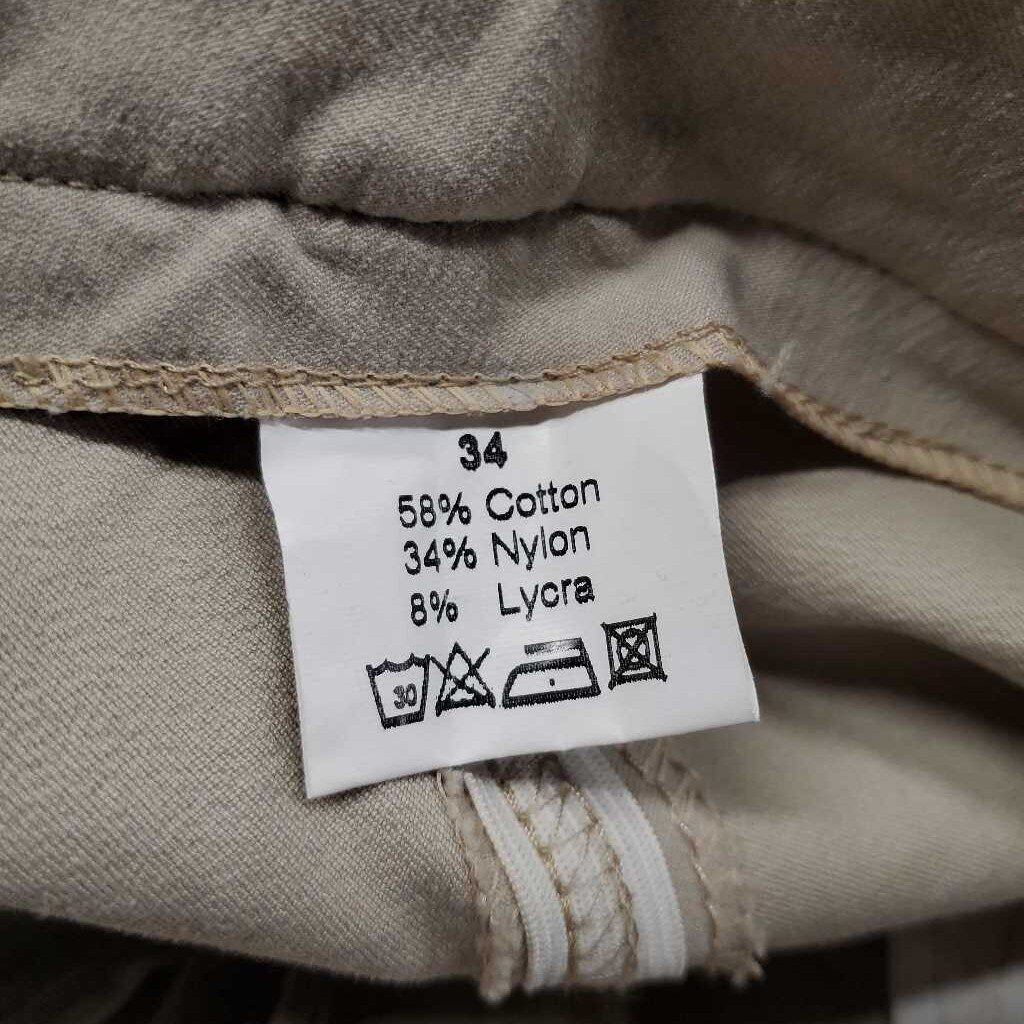 34
58% Cotton
34% Nylon
8% Lycra
30